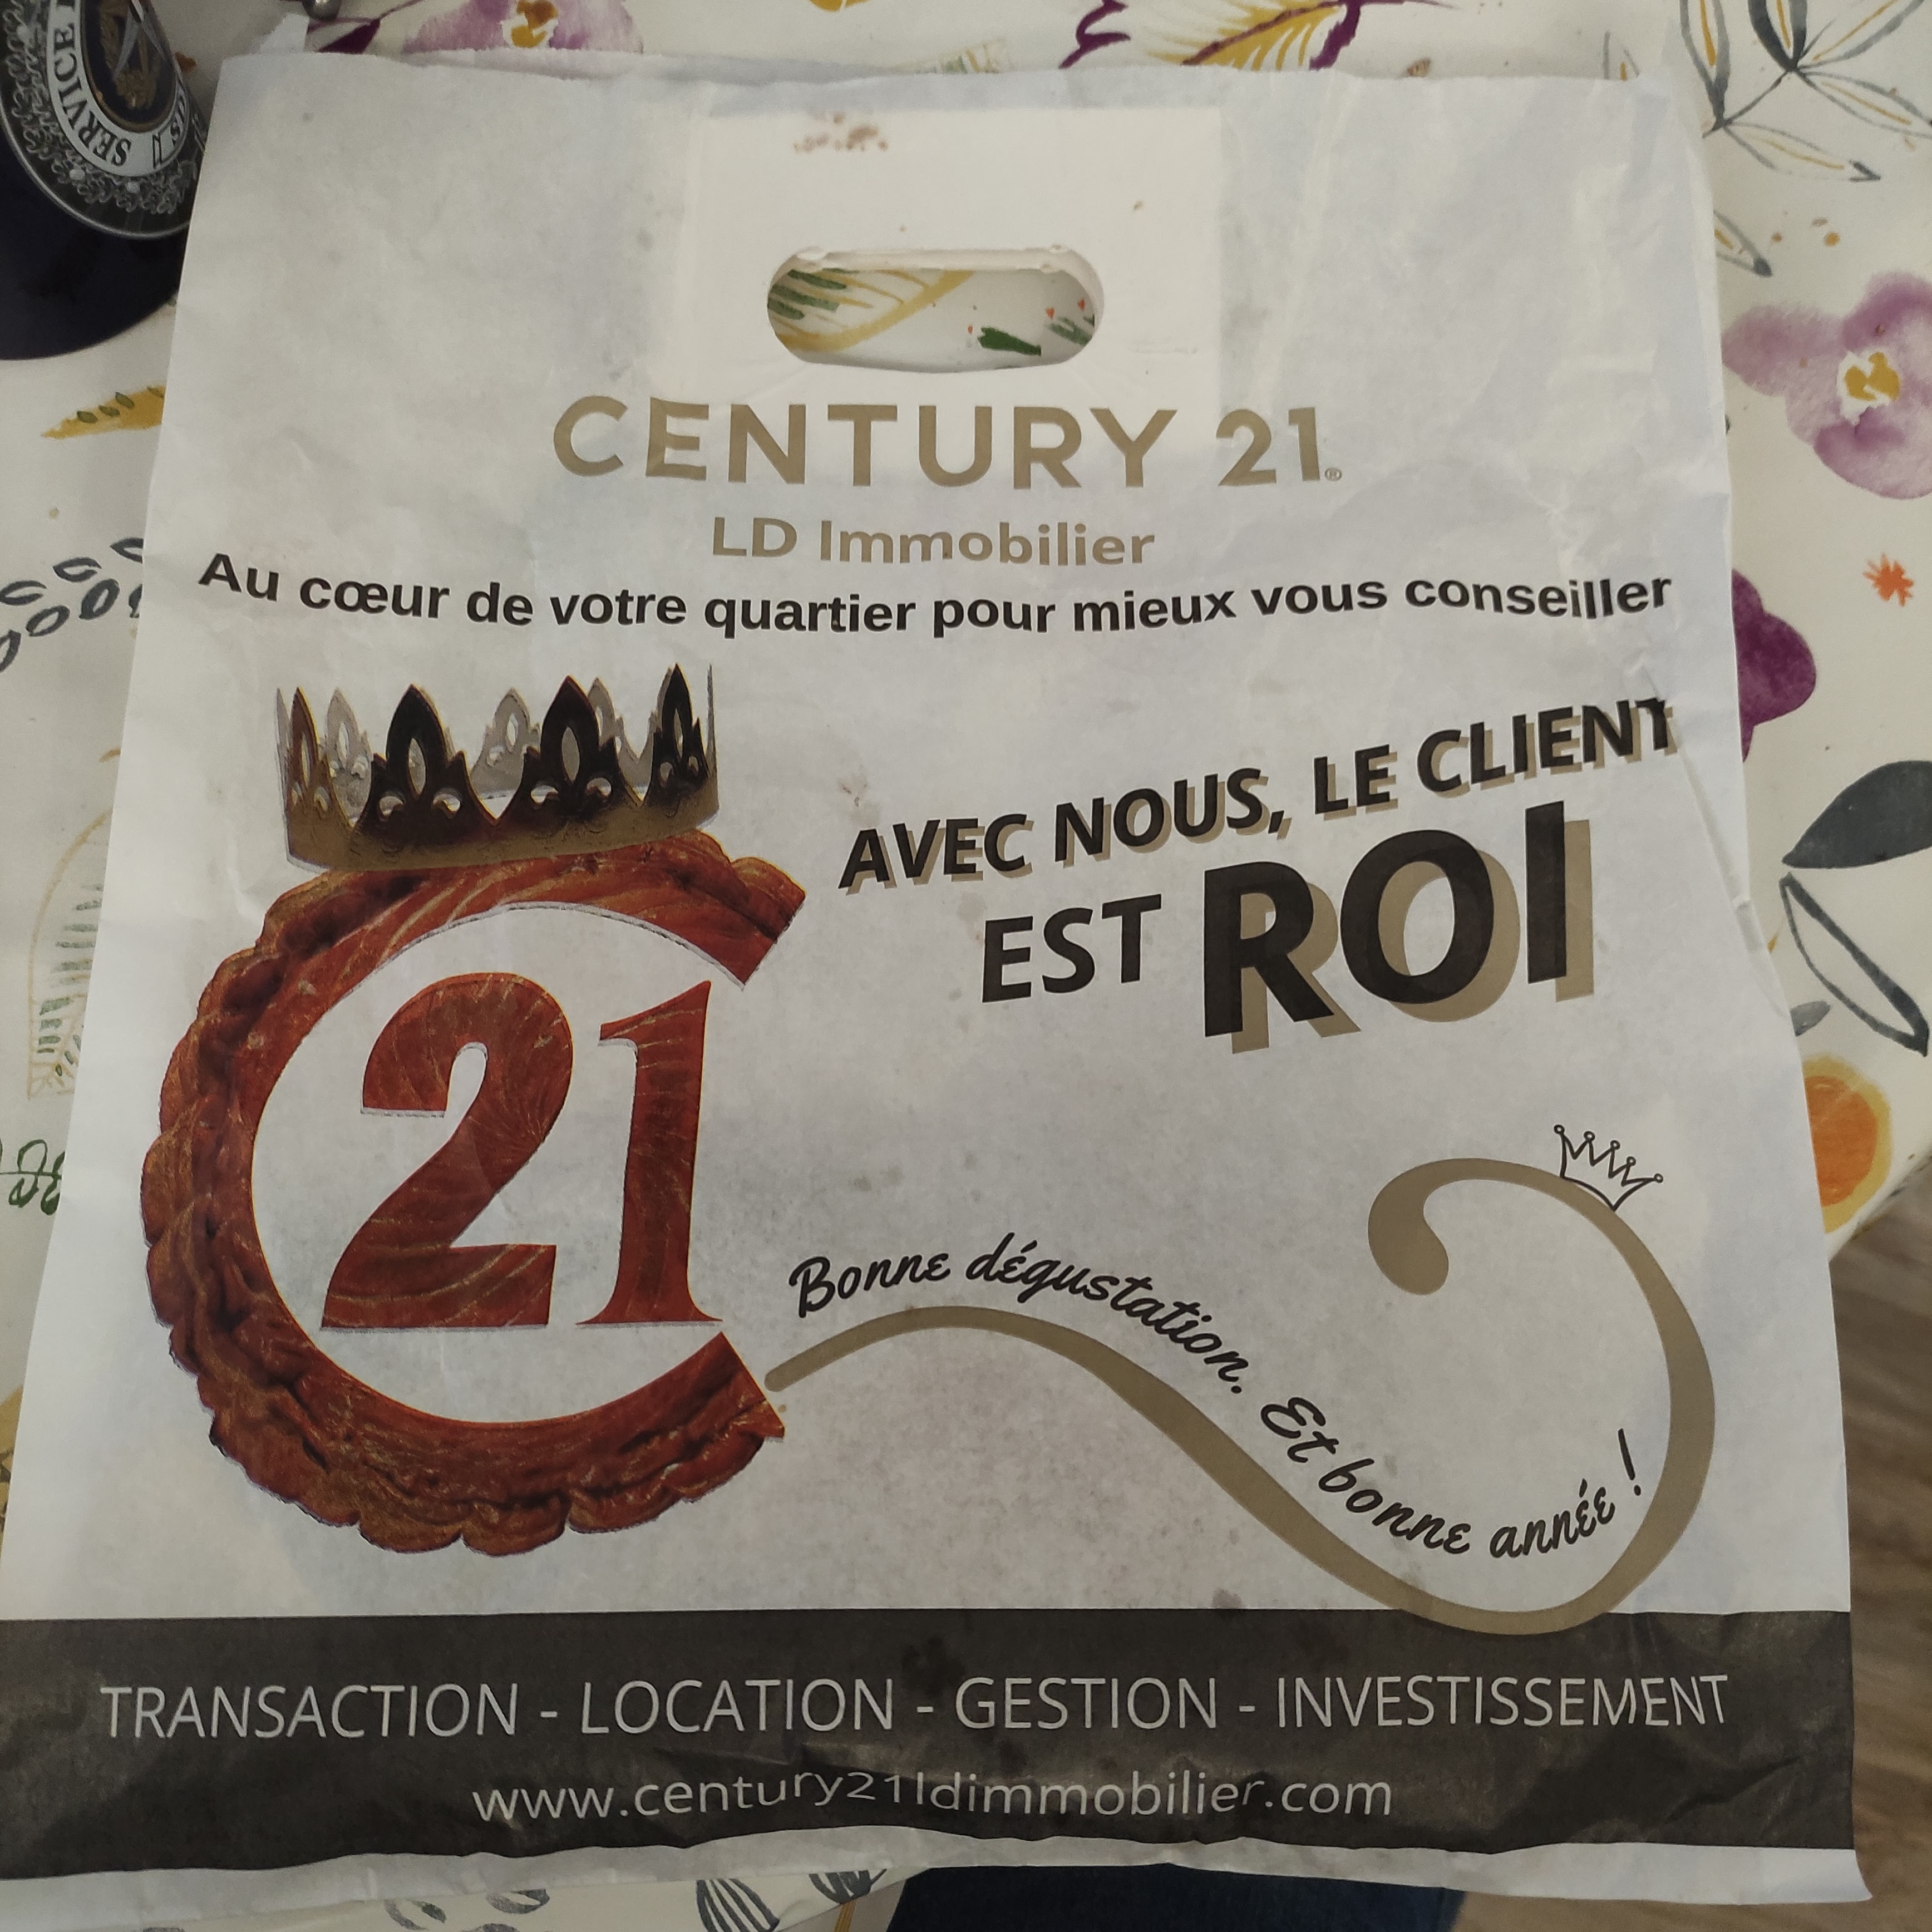 SERVICE
CENTURY 21®
LD Immobilier
Au cœur de votre quartier pour mieux vous conseiller
AVEC NOUS, LE CLIENT
EST ROI
21
Bonne dégustation. Et bonne année !
TRANSACTION - LOCATION - GESTION - INVESTISSEMENT
www.century21ldimmobilier.com